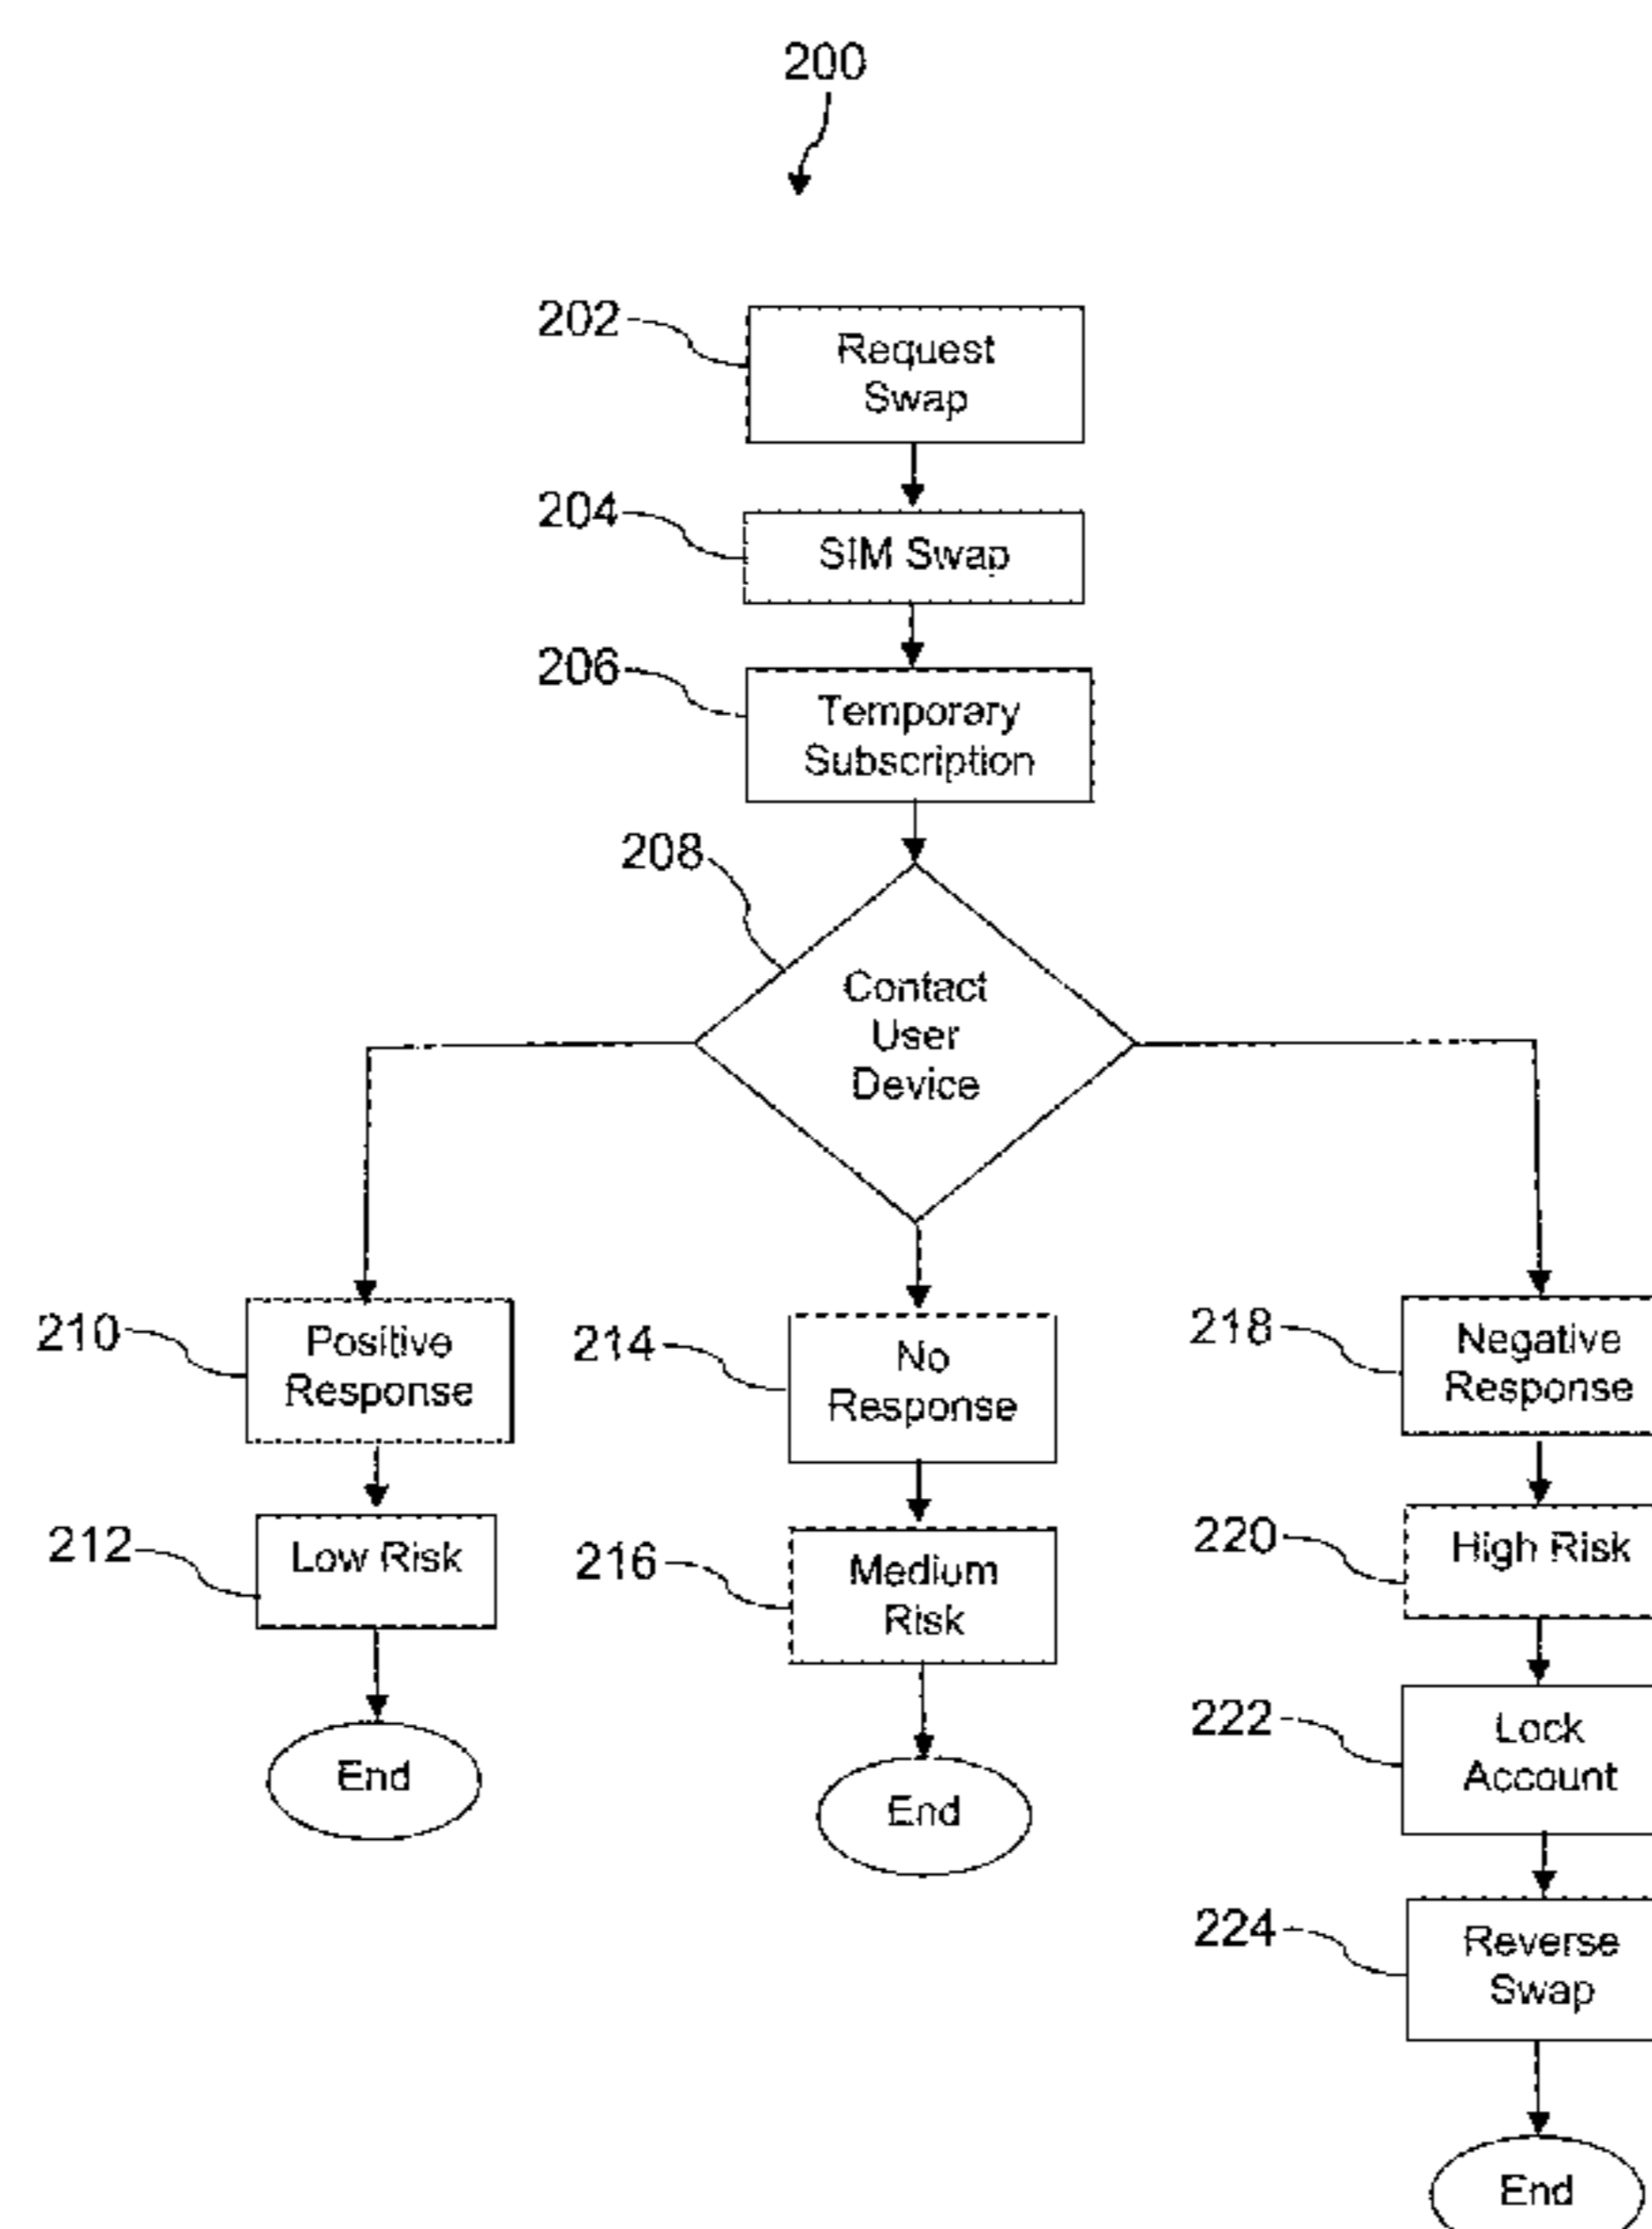 200
202
Request
Swap
204
SIM Swap
206
Temporary
Subscription
208
Contact
User
Device
210
Positive
Response
214
No
Response
218
Negative
Response
212
Low Risk
216
Medium
Risk
220
High Risk
222
Lock
Account
End
End
224
Reverse
Swap
End